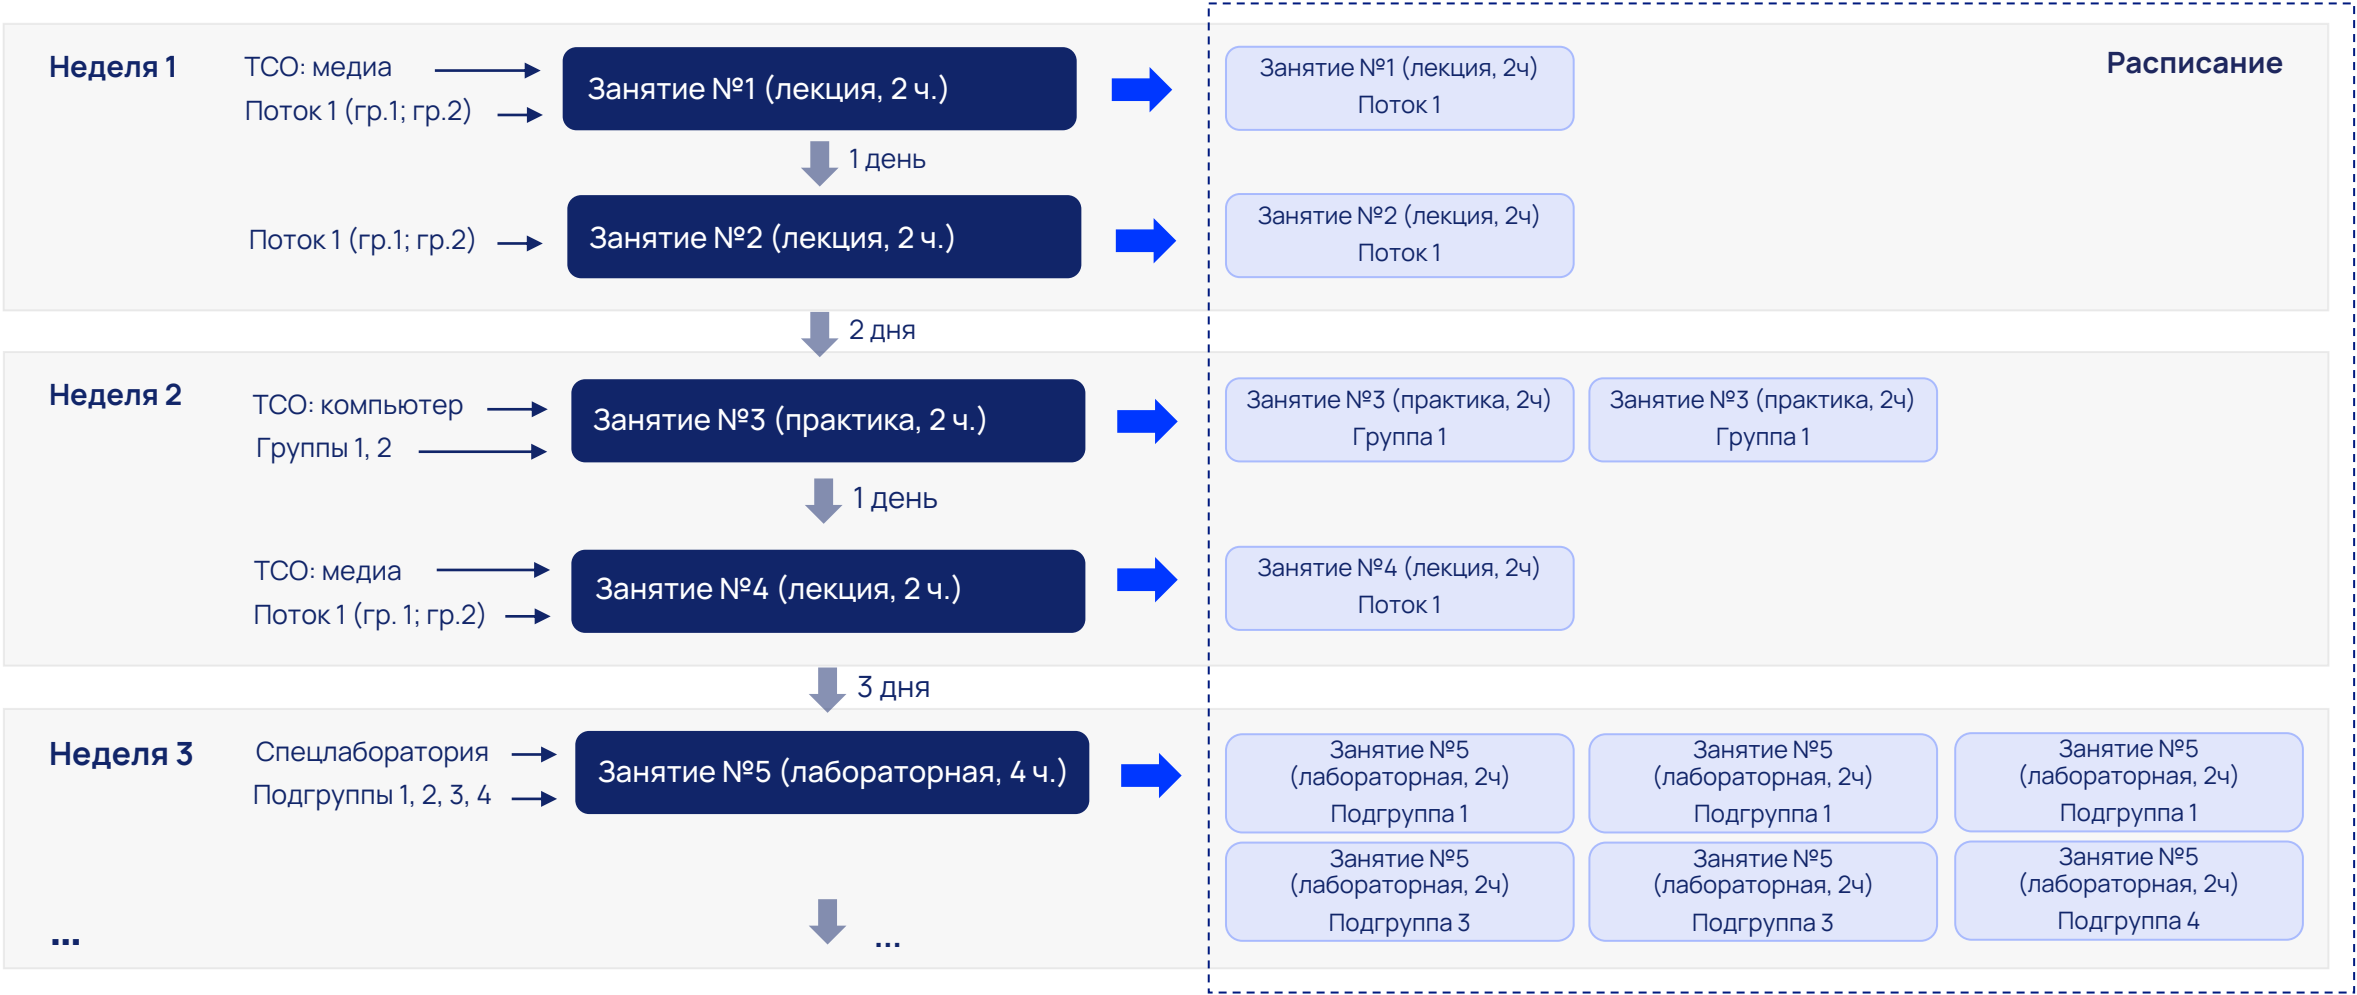 Неделя 1
ТСО: медиа
Поток 1 (гр.1; гр.2)
Занятие №1 (лекция, 2 ч.)
Занятие №1 (лекция, 2ч)
Поток 1
Расписание
1 день
Поток 1 (гр.1; гр.2)
Занятие №2 (лекция, 2 ч.)
Занятие №2 (лекция, 2ч)
Поток 1
2 дня
Неделя 2
ТСО: компьютер
Группы 1, 2
Занятие №3 (практика, 2 ч.)
Занятие №3 (практика, 2ч)
Группа 1
Занятие №3 (практика, 2ч)
Группа 1
1 день
ТСО: медиа
Поток 1 (гр. 1; гр.2)
Занятие №4 (лекция, 2 ч.)
Занятие №4 (лекция, 2ч)
Поток 1
3 дня
Неделя 3
Спецлаборатория
Подгруппы 1, 2, 3, 4
Занятие №5 (лабораторная, 4 ч.)
Занятие №5
(лабораторная, 2ч)
Подгруппа 1
Занятие №5
(лабораторная, 2ч)
Подгруппа 1
Занятие №5
(лабораторная, 2ч)
Подгруппа 1
Занятие №5
(лабораторная, 2ч)
Подгруппа 3
Занятие №5
(лабораторная, 2ч)
Подгруппа 3
Занятие №5
(лабораторная, 2ч)
Подгруппа 4
...
...